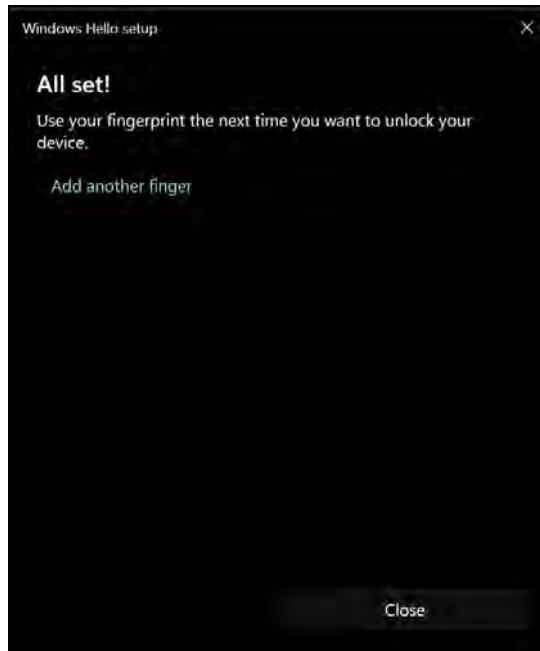 Windows Hello setup
All set!
Use your fingerprint the next time you want to unlock your
device.
Add another finger
Close